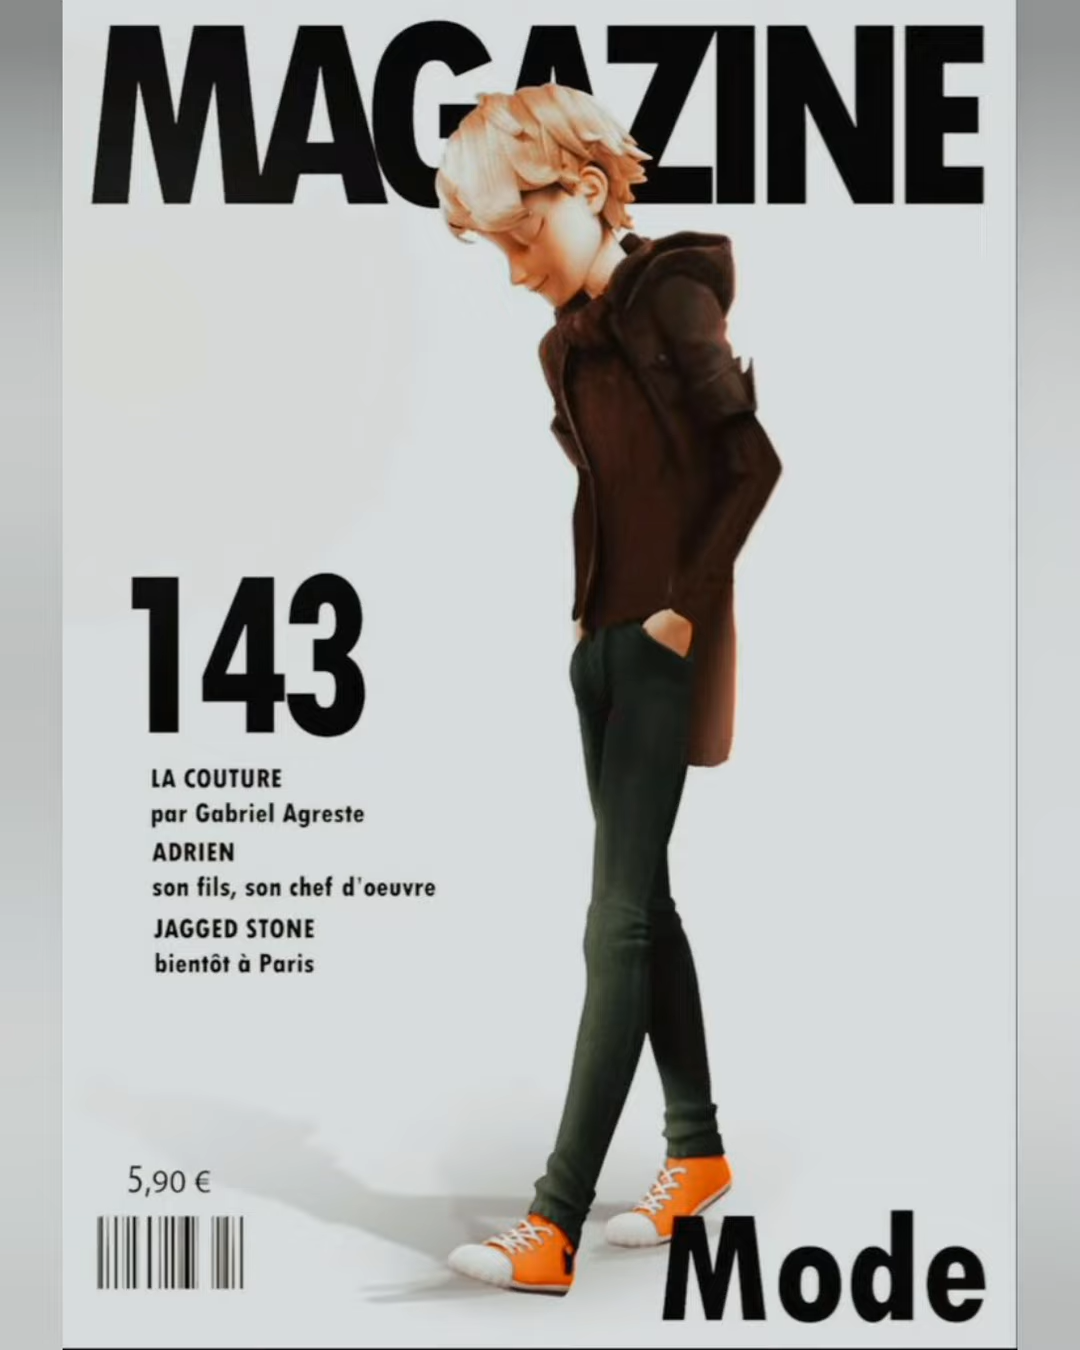 MAGAZINE
143
LA COUTURE
par Gabriel Agreste
ADRIEN
son fils, son chef d'oeuvre
JAGGED STONE
bientôt à Paris
5,90 €
Mode